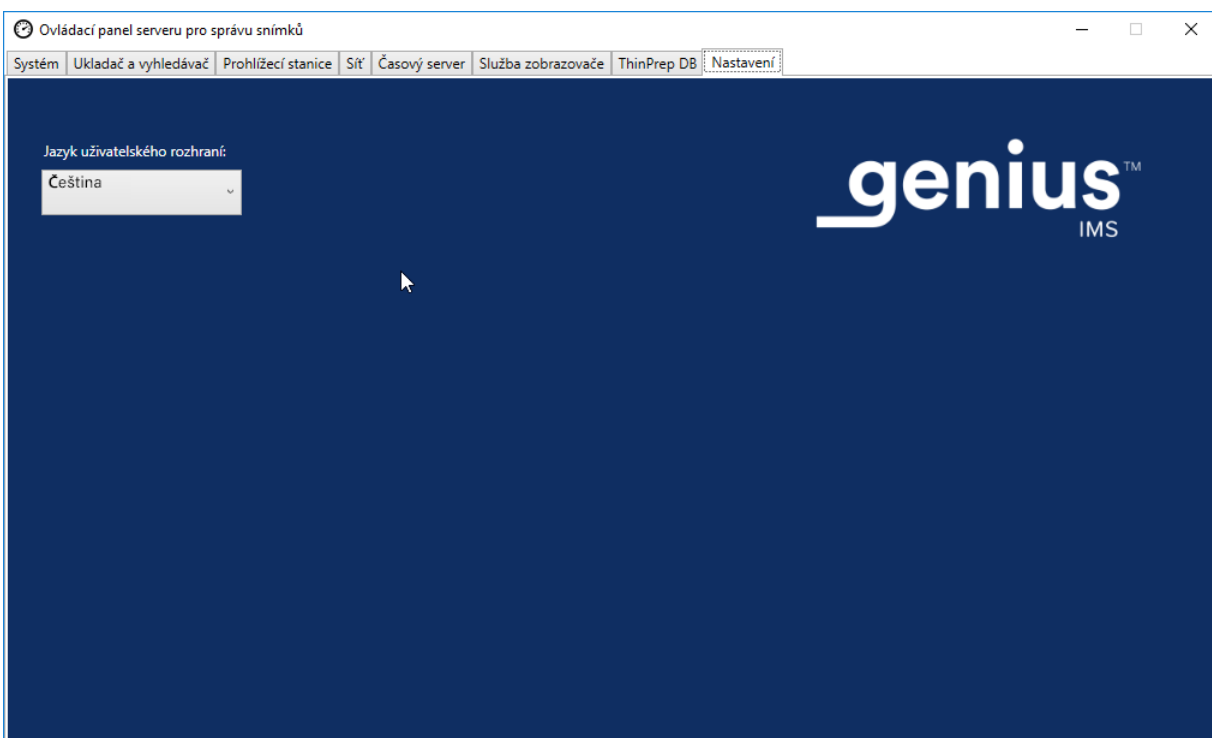 Ovládací panel serveru pro správu snímků
Systém Ukladač a vyhledávač Prohlížecí stanice Síť Časový server Služba zobrazovače ThinPrep DB Nastavení
Jazyk uživatelského rozhraní:
Čeština
genius™
IMS